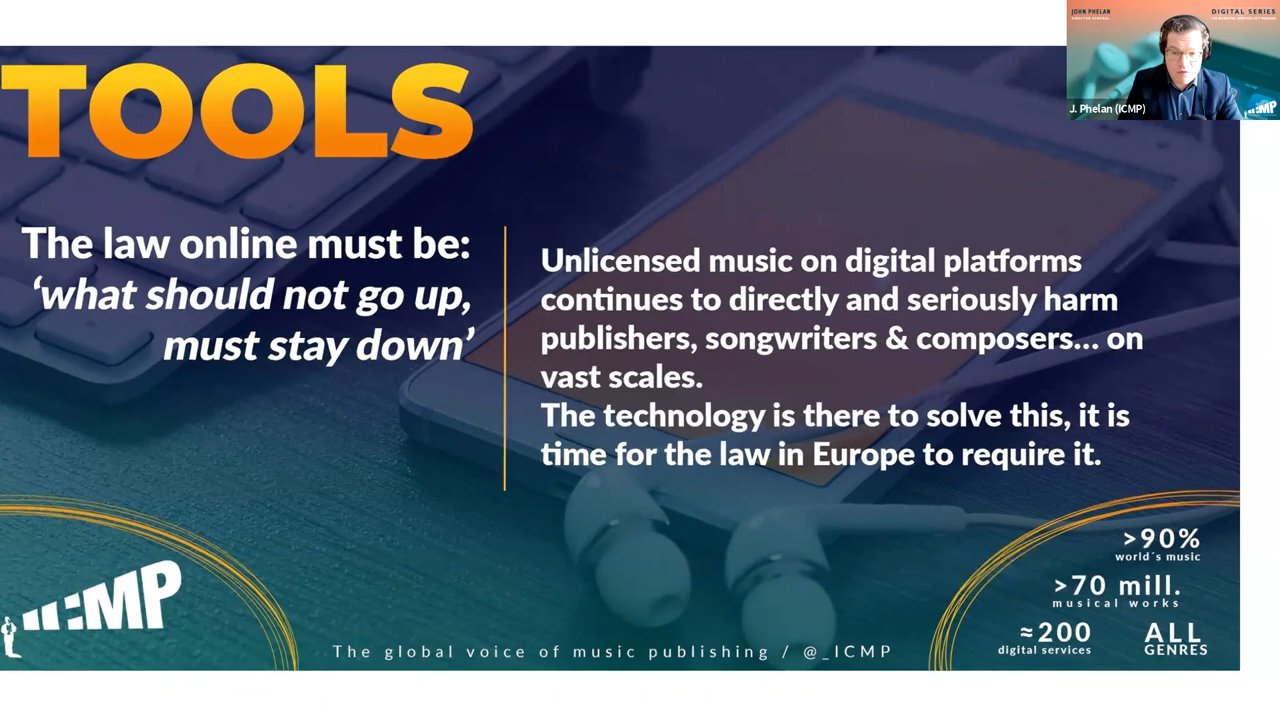 JOHN PHELAN
DIRECTOR GENERAL
DIGITAL SERIES
J. Phelan (ICMP)
TOOLS
The law online must be:
‘what should not go up,
must stay down’
Unlicensed music on digital platforms
continues to directly and seriously harm
publishers, songwriters & composers... on
vast scales.
The technology is there to solve this, it is
time for the law in Europe to require it.
ICMP
The global voice of music publishing / @_ICMP
>90%
world´s music
>70 mill.
musical works
≈200
digital services
ALL
GENRES